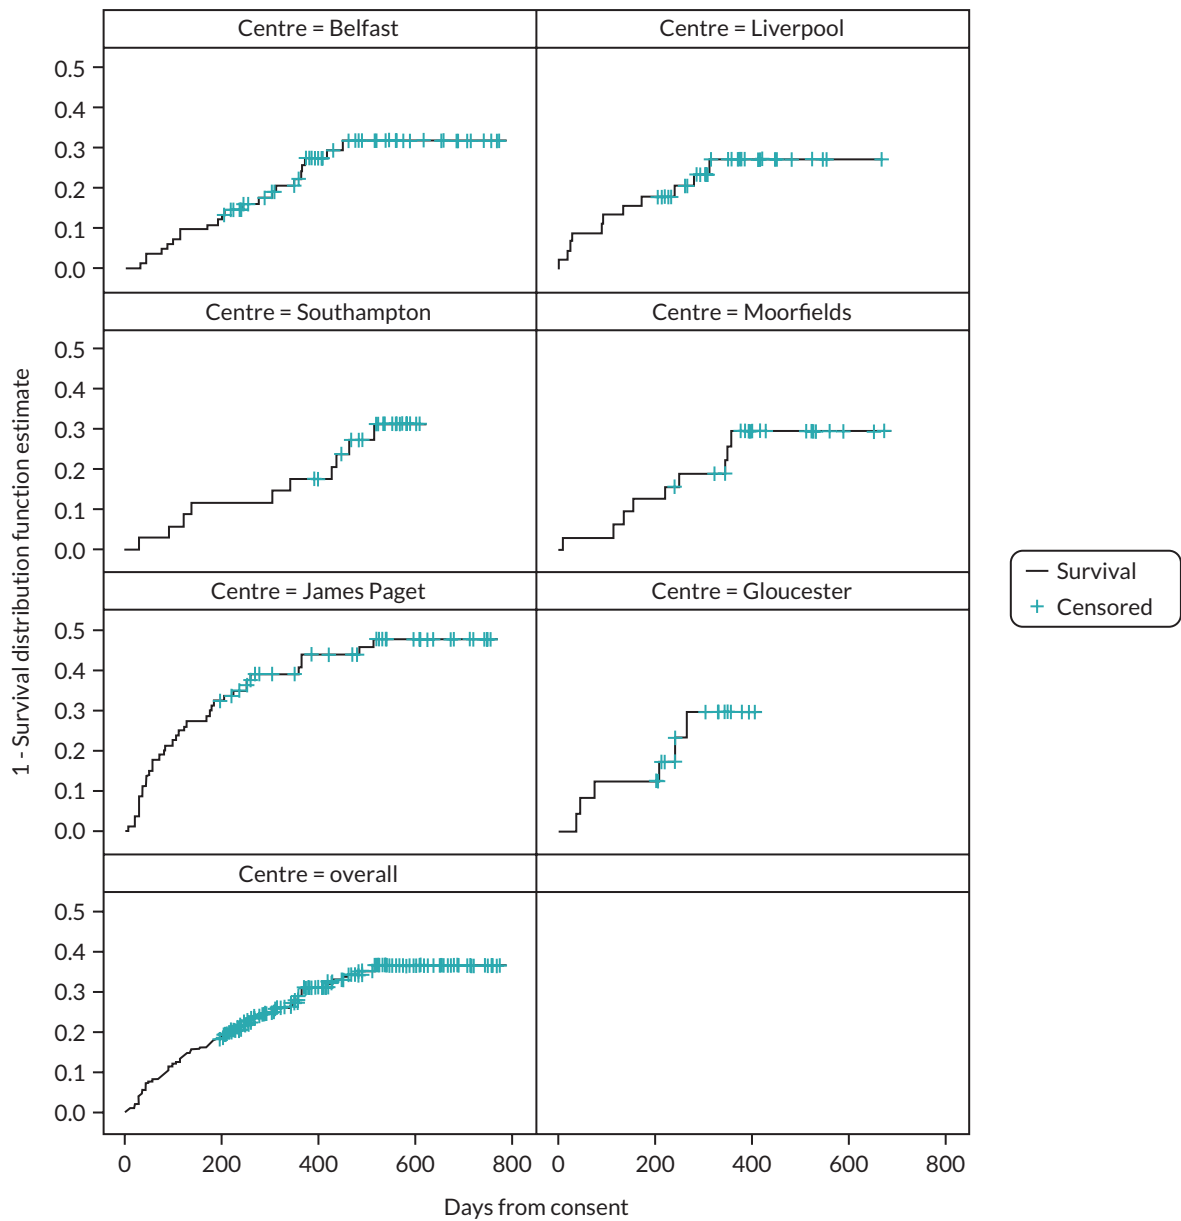 Centre = Belfast
Centre = Liverpool
0.5
0.4
0.3
0.2
0.1
0.0
Centre = Southampton
Centre = Moorfields
0.5
0.4
0.3
0.2
0.1
0.0
Centre = James Paget
Centre = Gloucester
0.5
0.4
0.3
0.2
0.1
0.0
Centre = overall
0.5
0.4
0.3
0.2
0.1
0.0
1 - Survival distribution function estimate
0 200 400 600 800 0 200 400 600 800
Days from consent
Survival
Censored